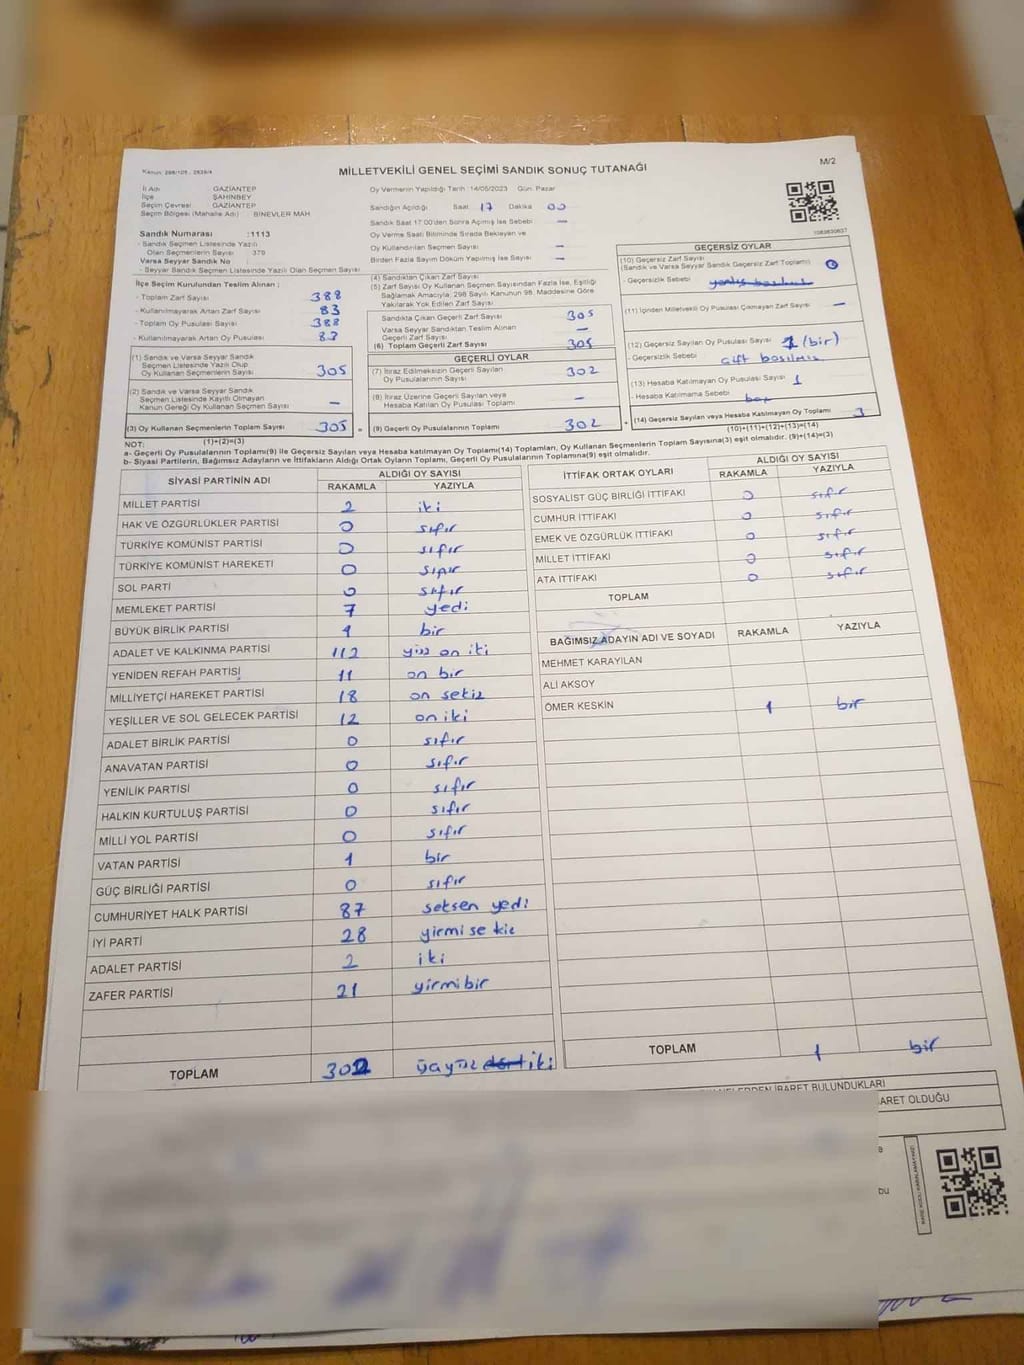 Kanun: 298/105 , 2839/4
MİLLETVEKİLİ GENEL SEÇİMİ SANDIK SONUÇ TUTANAĞI
M/2
İl Adı : GAZİANTEP
İlçe : ŞAHİNBEY
Seçim Çevresi : GAZİANTEP
Seçim Bölgesi (Mahalle Adı) : BİNEVLER MAH
Oy Vermenin Yapıldığı Tarih :14/05/2023 Gün: Pazar
Sandığın Açıldığı Saat: 17 Dakika 00
Sandık Saat 17:00'den Sonra Açılmış İse Sebebi —
Oy Verme Saati Bitiminde Sırada Bekleyen ve
Oy Kullandırılan Seçmen Sayısı —
Birden Fazla Sayım Döküm Yapılmış İse Sayısı —
Sandık Numarası :1113
- Sandık Seçmen Listesinde Yazılı
Olan Seçmenlerin Sayısı : 379
Varsa Seyyar Sandık No :
- Seyyar Sandık Seçmen Listesinde Yazılı Olan Seçmen Sayısı :
İlçe Seçim Kurulundan Teslim Alınan ;
- Toplam Zarf Sayısı : 388
- Kullanılmayarak Artan Zarf Sayısı : 83
- Toplam Oy Pusulası Sayısı : 388
- Kullanılmayarak Artan Oy Pusulası : 83
(1) Sandık ve Varsa Seyyar Sandık
Seçmen Listesinde Yazılı Olup
Oy Kullanan Seçmenlerin Sayısı 305
(2) Sandık ve Varsa Seyyar Sandık
Seçmen Listesinde Kayıtlı Olmayan
Kanun Gereği Oy Kullanan Seçmen Sayısı —
(3) Oy Kullanan Seçmenlerin Toplam Sayısı 305 =
(1)+(2)=(3)
(4) Sandıktan Çıkan Zarf Sayısı
(5) Zarf Sayısı Oy Kullanan Seçmen Sayısından Fazla İse, Eşitliği
Sağlamak Amacıyla, 298 Sayılı Kanunun 98. Maddesine Göre
Yakılarak Yok Edilen Zarf Sayısı
Sandıkta Çıkan Geçerli Zarf Sayısı 305
Varsa Seyyar Sandıktan Teslim Alınan
Geçerli Zarf Sayısı —
(6) Toplam Geçerli Zarf Sayısı 305
GEÇERLİ OYLAR
(7) İtiraz Edilmeksizin Geçerli Sayılan
Oy Pusulalarının Sayısı 302
(8) İtiraz Üzerine Geçerli Sayılan veya
Hesaba Katılan Oy Pusulası Toplamı —
(9) Geçerli Oy Pusulalarının Toplamı 302 +
GEÇERSİZ OYLAR
(10) Geçersiz Zarf Sayısı
(Sandık ve Varsa Seyyar Sandık Geçersiz Zarf Toplamı)
- Geçersizlik Sebebi
(11) İçinden Milletvekili Oy Pusulası Çıkmayan Zarf Sayısı —
(12) Geçersiz Sayılan Oy Pusulası Sayısı 1 (bir)
- Geçersizlik Sebebi çift basılmış
(13) Hesaba Katılmayan Oy Pusulası Sayısı 1
- Hesaba Katılmama Sebebi boş
(14) Geçersiz Sayılan veya Hesaba Katılmayan Oy Toplamı 3
(10)+(11)+(12)+(13)=(14)
NOT:
a- Geçerli Oy Pusulalarının Toplamı(9) ile Geçersiz Sayılan veya Hesaba katılmayan Oy Toplamı(14) Toplamları, Oy Kullanan Seçmenlerin Toplam Sayısına(3) eşit olmalıdır. (9)+(14)=(3)
b- Siyasi Partilerin, Bağımsız Adayların ve İttifakların Aldığı Ortak Oyların Toplamı, Geçerli Oy Pusulalarının Toplamına(9) eşit olmalıdır.
SİYASİ PARTİNİN ADI ALDIĞI OY SAYISI
RAKAMLA YAZIYLA
MİLLET PARTİSİ 2 iki
HAK VE ÖZGÜRLÜKLER PARTİSİ 0 sıfır
TÜRKİYE KOMÜNİST PARTİSİ 0 sıfır
TÜRKİYE KOMÜNİST HAREKETİ 0 sıpır
SOL PARTİ 0 sıfır
MEMLEKET PARTİSİ 7 yedi
BÜYÜK BİRLİK PARTİSİ 1 bir
ADALET VE KALKINMA PARTİSİ 112 yüz on iki
YENİDEN REFAH PARTİSİ 11 on bir
MİLLİYETÇİ HAREKET PARTİSİ 18 on sekiz
YEŞİLLER VE SOL GELECEK PARTİSİ 12 on iki
ADALET BİRLİK PARTİSİ 0 sıfır
ANAVATAN PARTİSİ 0 sıfır
YENİLİK PARTİSİ 0 sıfır
HALKIN KURTULUŞ PARTİSİ 0 sıfır
MİLLİ YOL PARTİSİ 0 sıfır
VATAN PARTİSİ 1 bir
GÜÇ BİRLİĞİ PARTİSİ 0 sıfır
CUMHURİYET HALK PARTİSİ 87 seksen yedi
İYİ PARTİ 28 yirmi sekiz
ADALET PARTİSİ 2 iki
ZAFER PARTİSİ 21 yirmi bir
TOPLAM 302 üçyüz dört iki
İTTİFAK ORTAK OYLARI ALDIĞI OY SAYISI
RAKAMLA YAZIYLA
SOSYALİST GÜÇ BİRLİĞİ İTTİFAKI 0 sıfır
CUMHUR İTTİFAKI 0 sıfır
EMEK VE ÖZGÜRLÜK İTTİFAKI 0 sıfır
MİLLET İTTİFAKI 0 sıfır
ATA İTTİFAKI 0 sıfır
TOPLAM
BAĞIMSIZ ADAYIN ADI VE SOYADI RAKAMLA YAZIYLA
MEHMET KARAYILAN
ALİ AKSOY
ÖMER KESKİN 1 bir
TOPLAM 1 bir
İBARET BULUNDUKLARI
OLDUĞU